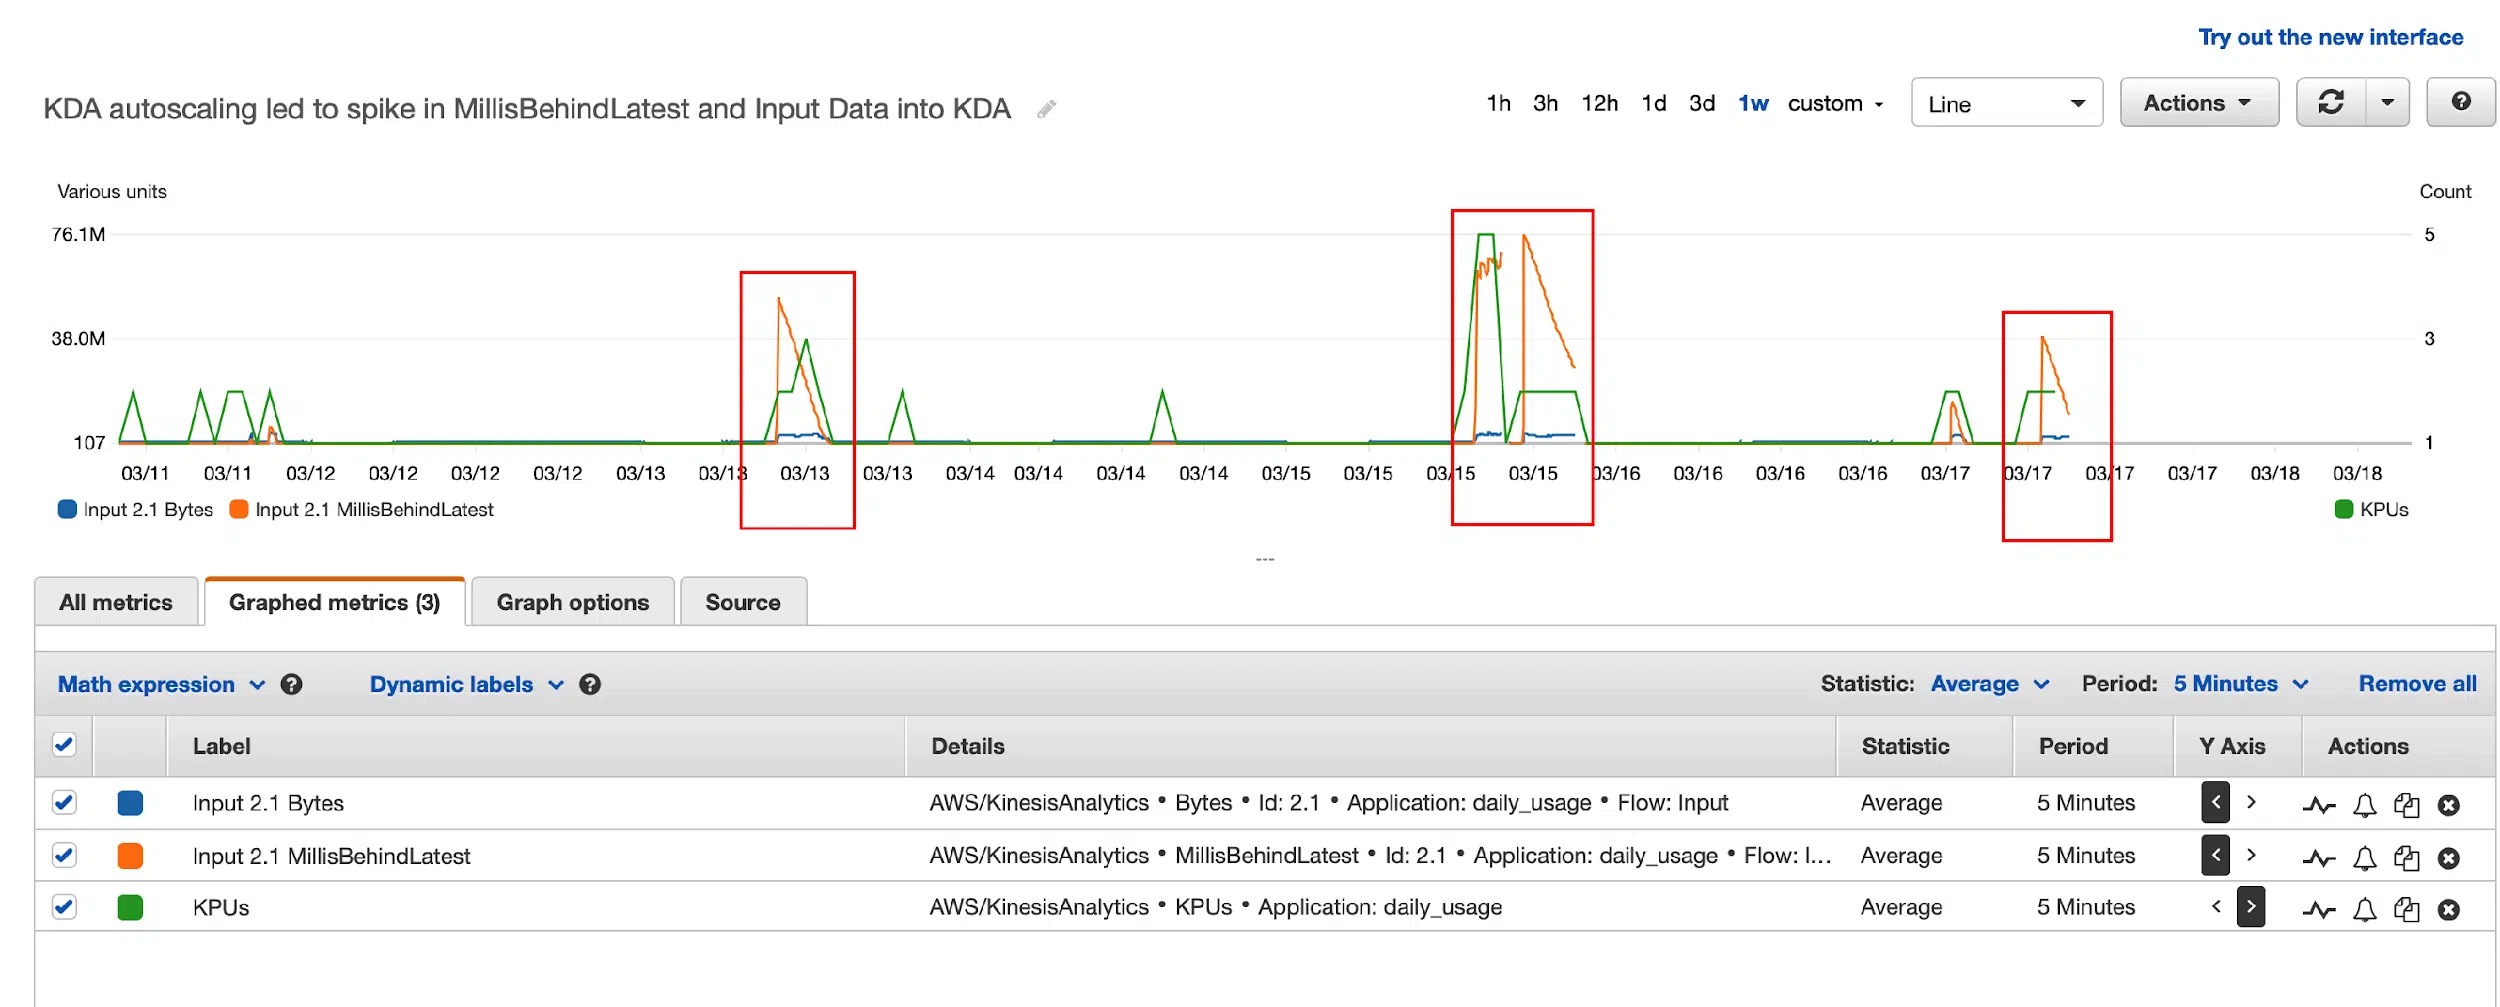 Try out the new interface
KDA autoscaling led to spike in MillisBehindLatest and Input Data into KDA
1h 3h 12h 1d 3d 1w custom Line Actions
Various units Count
76.1M 5
38.0M 3
107 1
03/11 03/11 03/12 03/12 03/12 03/12 03/13 03/13 03/13 03/13 03/14 03/14 03/14 03/14 03/15 03/15 03/15 03/15 03/16 03/16 03/16 03/16 03/17 03/17 03/17 03/17 03/18 03/18
Input 2.1 Bytes Input 2.1 MillisBehindLatest KPUs
---
All metrics Graphed metrics (3) Graph options Source
Math expression Dynamic labels Statistic: Average Period: 5 Minutes Remove all
Label Details Statistic Period Y Axis Actions
Input 2.1 Bytes AWS/KinesisAnalytics • Bytes • Id: 2.1 • Application: daily_usage • Flow: Input Average 5 Minutes
Input 2.1 MillisBehindLatest AWS/KinesisAnalytics • MillisBehindLatest • Id: 2.1 • Application: daily_usage • Flow: I... Average 5 Minutes
KPUs AWS/KinesisAnalytics • KPUs • Application: daily_usage Average 5 Minutes